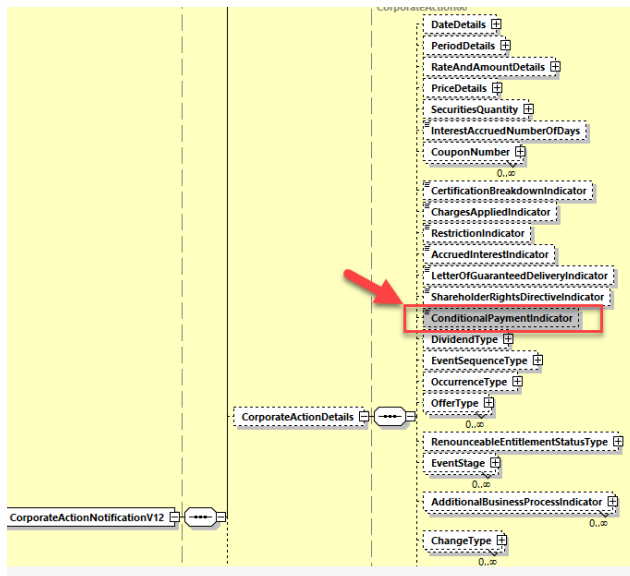 CorporateAction60
DateDetails
PeriodDetails
RateAndAmountDetails
PriceDetails
SecuritiesQuantity
InterestAccruedNumberOfDays
CouponNumber
0..∞
CertificationBreakdownIndicator
ChargesAppliedIndicator
RestrictionIndicator
AccruedInterestIndicator
LetterOfGuaranteedDeliveryIndicator
ShareholderRightsDirectiveIndicator
ConditionalPaymentIndicator
DividendType
EventSequenceType
OccurrenceType
OfferType
0..∞
CorporateActionDetails
RenounceableEntitlementStatusType
EventStage
0..∞
AdditionalBusinessProcessIndicator
0..∞
CorporateActionNotificationV12
ChangeType
0..∞